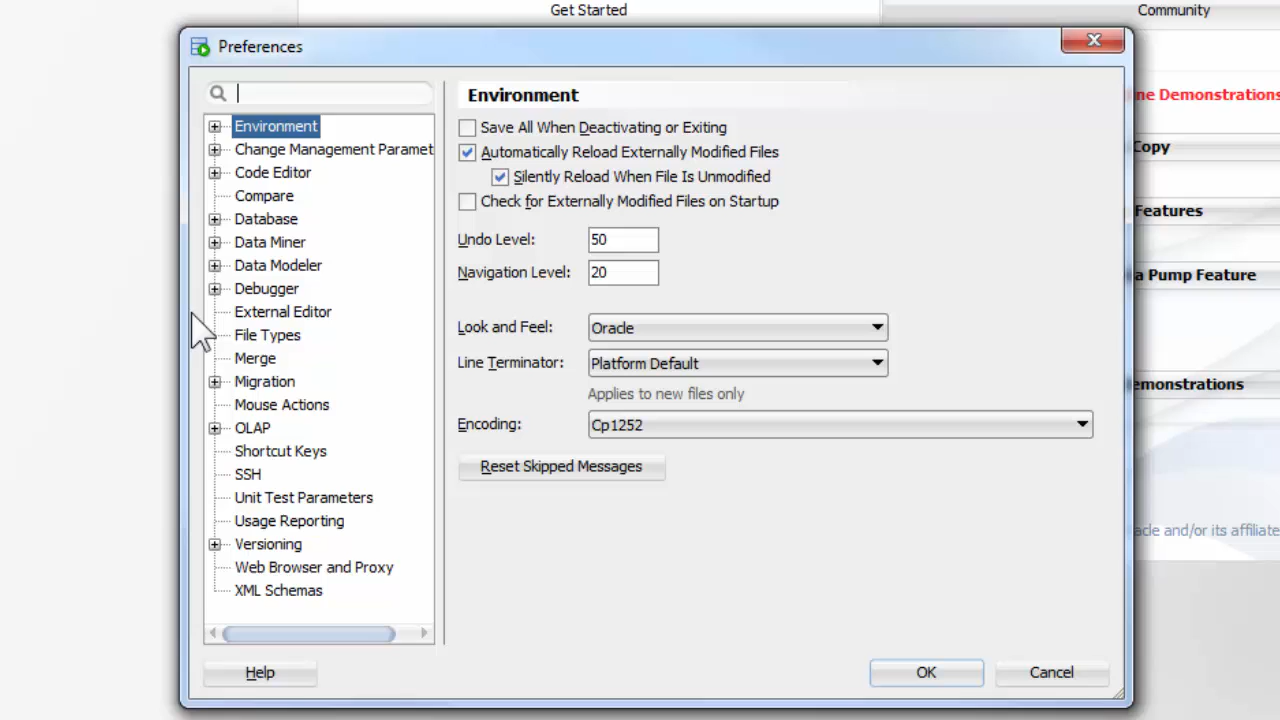 Get Started
Community
Preferences
ne Demonstrations
Copy
Features
a Pump Feature
emonstrations
acle and/or its affiliate
Environment
Change Management Paramet
Code Editor
Compare
Database
Data Miner
Data Modeler
Debugger
External Editor
File Types
Merge
Migration
Mouse Actions
OLAP
Shortcut Keys
SSH
Unit Test Parameters
Usage Reporting
Versioning
Web Browser and Proxy
XML Schemas
Environment
Save All When Deactivating or Exiting
Automatically Reload Externally Modified Files
Silently Reload When File Is Unmodified
Check for Externally Modified Files on Startup
Undo Level: 50
Navigation Level: 20
Look and Feel: Oracle
Line Terminator: Platform Default
Applies to new files only
Encoding: Cp1252
Reset Skipped Messages
Help
OK
Cancel